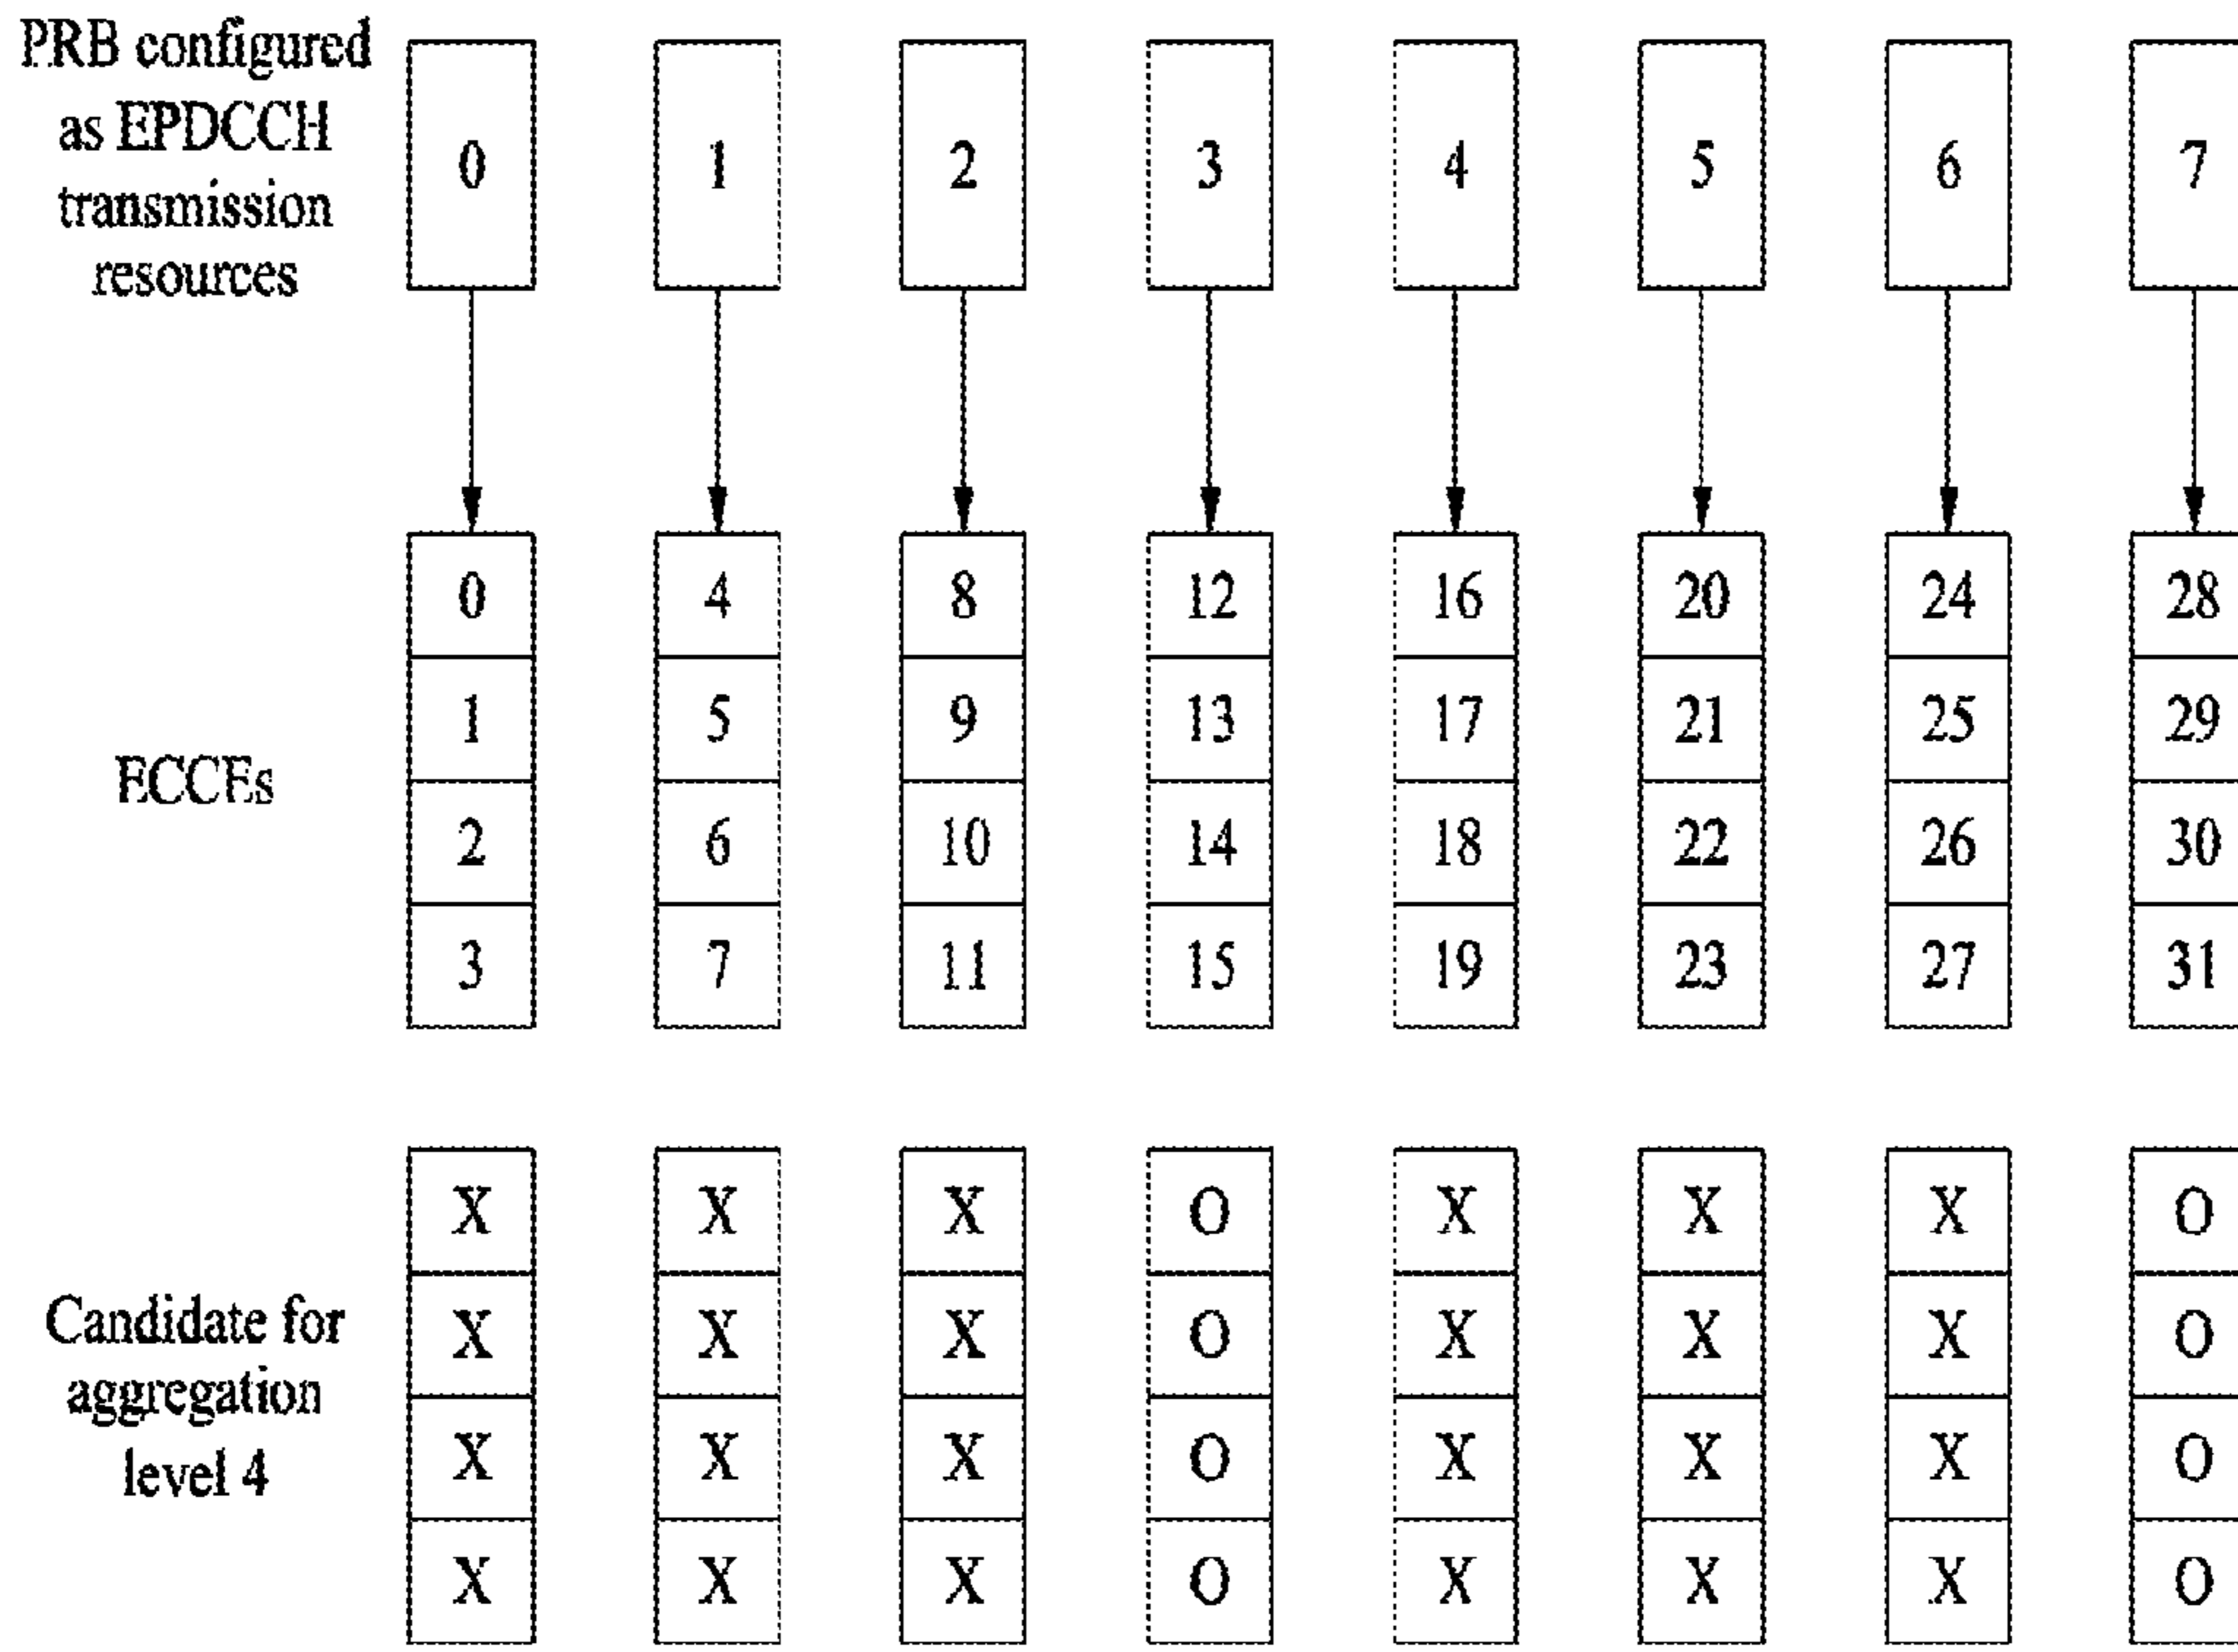 PRB configured
as EPDCCH
transmission
resources
0 1 2 3 4 5 6 7
ECCEs
0 4 8 12 16 20 24 28
1 5 9 13 17 21 25 29
2 6 10 14 18 22 26 30
3 7 11 15 19 23 27 31
Candidate for
aggregation
level 4
X X X O X X X O
X X X O X X X O
X X X O X X X O
X X X O X X X O